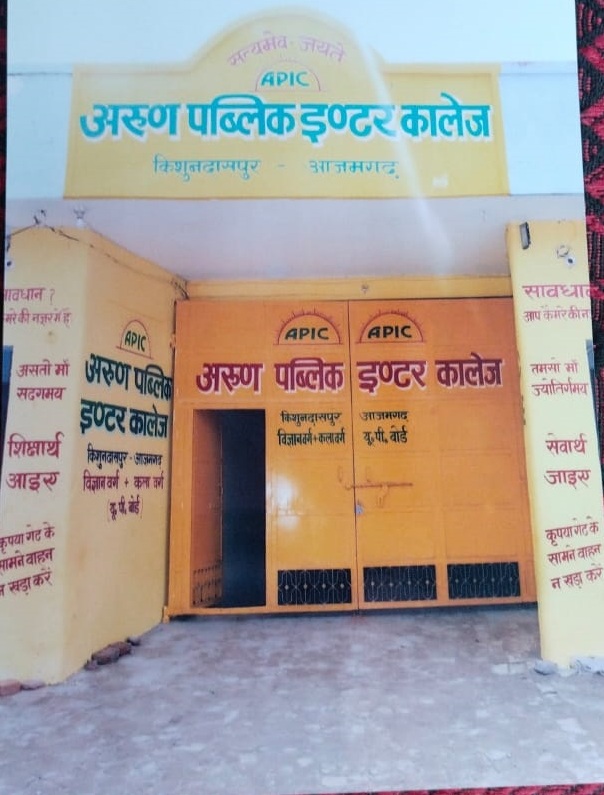 सत्यमेव जयते
APIC
अरुण पब्लिक इण्टर कालेज
किशुनदासपुर - आजमगढ़
सावधान ?
असतो माँ
सदगमय
शिक्षार्थ
आइए
कृपया गेट के
सामने वाहन
न खड़ा करें
APIC
अरुण पब्लिक
इण्टर कालेज
किशुनदासपुर - आजमगढ़
विज्ञान वर्ग + कला वर्ग
(यू.पी. बोर्ड)
APIC APIC
अरुण पब्लिक इण्टर कालेज
किशुनदासपुर आजमगढ़
विज्ञान वर्ग + कला वर्ग यू.पी. बोर्ड
सावधान
आप कैमरे की
तमसो माँ
ज्योतिर्गमय
सेवार्थ
जाइए
कृपया गेट के
सामने वाहन
न खड़ा करें